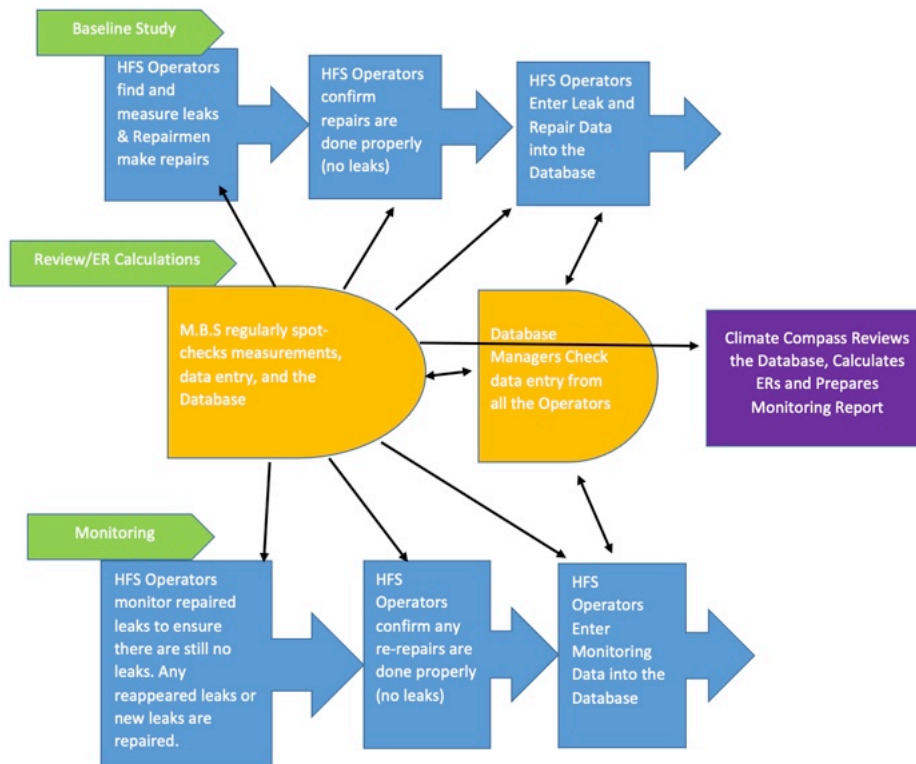 Baseline Study
HFS Operators
find and
measure leaks
& Repairmen
make repairs
HFS Operators
confirm
repairs are
done properly
(no leaks)
HFS Operators
Enter Leak and
Repair Data
into the
Database
Review/ER Calculations
M.B.S regularly spot-
checks measurements,
data entry, and the
Database
Database
Managers Check
data entry from
all the Operators
Climate Compass Reviews
the Database, Calculates
ERs and Prepares
Monitoring Report
Monitoring
HFS Operators
monitor repaired
leaks to ensure
there are still no
leaks. Any
reappeared leaks or
new leaks are
repaired.
HFS
Operators
confirm any
re-repairs are
done properly
(no leaks)
HFS
Operators
Enter
Monitoring
Data into the
Database